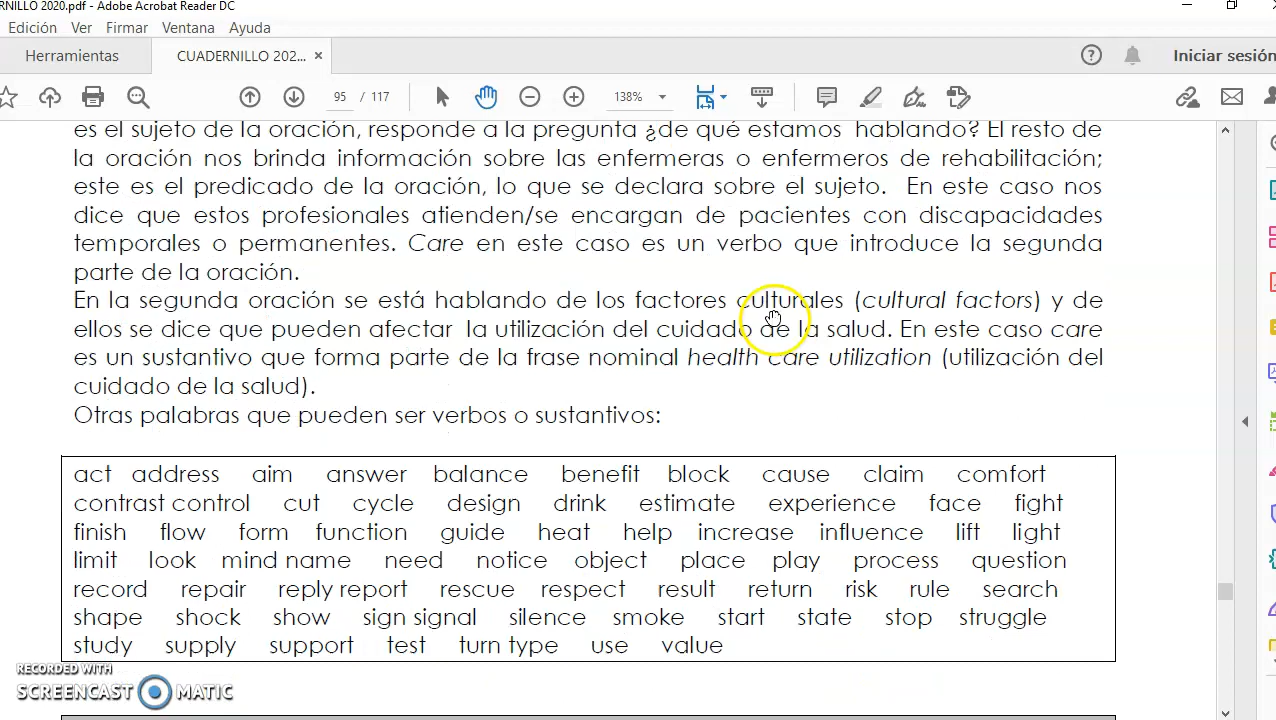 RNILLO 2020.pdf - Adobe Acrobat Reader DC
Edición Ver Firmar Ventana Ayuda
Herramientas CUADERNILLO 202... × Iniciar sesión
95 / 117 138%
es el sujeto de la oración, responde a la pregunta ¿de qué estamos hablando? El resto de
la oración nos brinda información sobre las enfermeras o enfermeros de rehabilitación;
este es el predicado de la oración, lo que se declara sobre el sujeto. En este caso nos
dice que estos profesionales atienden/se encargan de pacientes con discapacidades
temporales o permanentes. Care en este caso es un verbo que introduce la segunda
parte de la oración.
En la segunda oración se está hablando de los factores culturales (cultural factors) y de
ellos se dice que pueden afectar la utilización del cuidado de la salud. En este caso care
es un sustantivo que forma parte de la frase nominal health care utilization (utilización del
cuidado de la salud).
Otras palabras que pueden ser verbos o sustantivos:
act address aim answer balance benefit block cause claim comfort
contrast control cut cycle design drink estimate experience face fight
finish flow form function guide heat help increase influence lift light
limit look mind name need notice object place play process question
record repair reply report rescue respect result return risk rule search
shape shock show sign signal silence smoke start state stop struggle
study supply support test turn type use value
RECORDED WITH
SCREENCAST MATIC